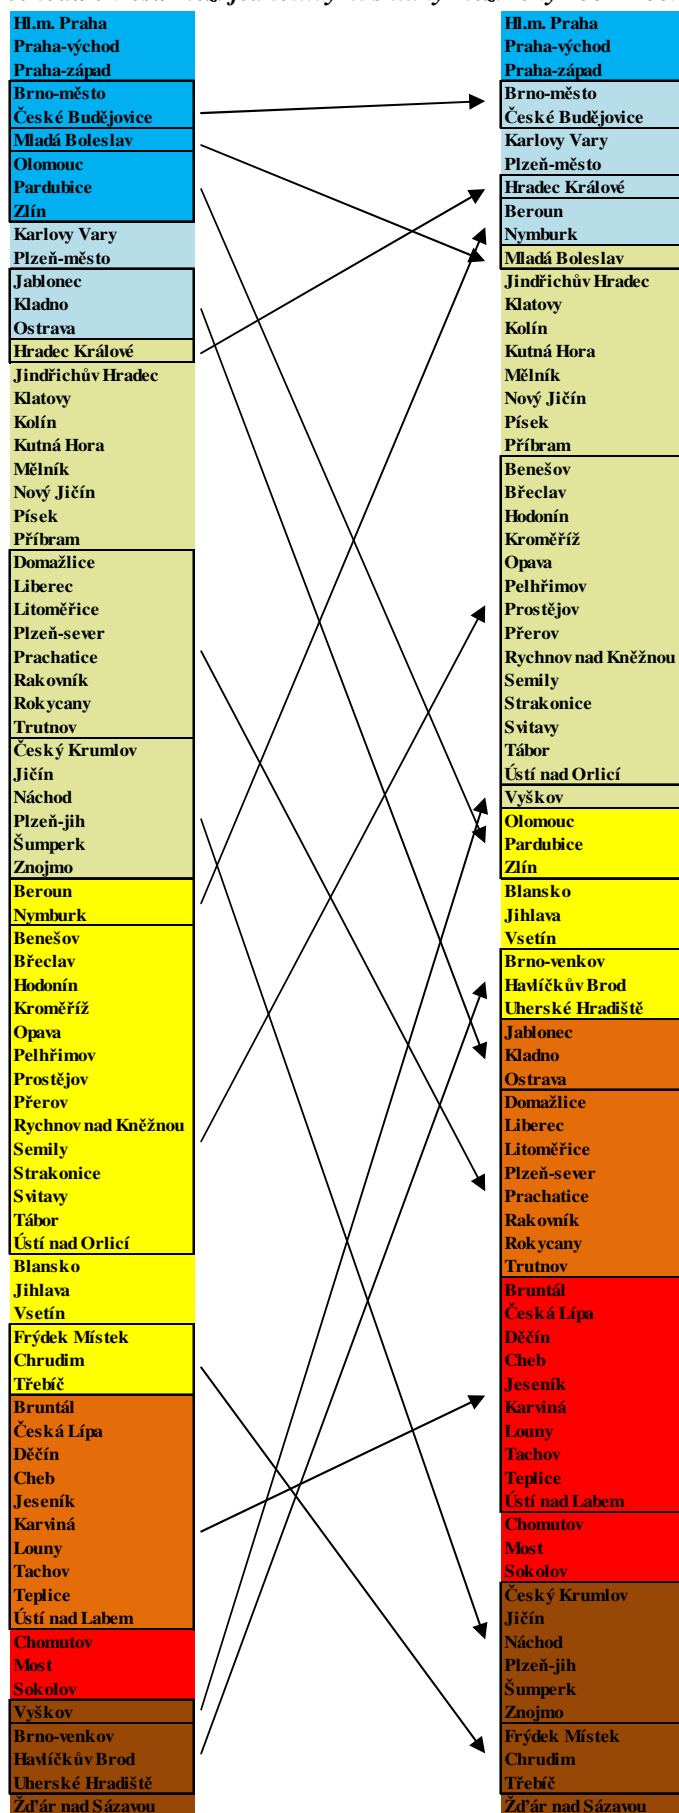 Hl.m. Praha
Praha-východ
Praha-západ
Brno-město
České Budějovice
Mladá Boleslav
Olomouc
Pardubice
Zlín
Karlovy Vary
Plzeň-město
Jablonec
Kladno
Ostrava
Hradec Králové
Jindřichův Hradec
Klatovy
Kolín
Kutná Hora
Mělník
Nový Jičín
Písek
Příbram
Domažlice
Liberec
Litoměřice
Plzeň-sever
Prachatice
Rakovník
Rokycany
Trutnov
Český Krumlov
Jičín
Náchod
Plzeň-jih
Šumperk
Znojmo
Beroun
Nymburk
Benešov
Břeclav
Hodonín
Kroměříž
Opava
Pelhřimov
Prostějov
Přerov
Rychnov nad Kněžnou
Semily
Strakonice
Svitavy
Tábor
Ústí nad Orlicí
Blansko
Jihlava
Vsetín
Frýdek Místek
Chrudim
Třebíč
Bruntál
Česká Lípa
Děčín
Cheb
Jeseník
Karviná
Louny
Tachov
Teplice
Ústí nad Labem
Chomutov
Most
Sokolov
Vyškov
Brno-venkov
Havlíčkův Brod
Uherské Hradiště
Žďár nad Sázavou
Hl.m. Praha
Praha-východ
Praha-západ
Brno-město
České Budějovice
Karlovy Vary
Plzeň-město
Hradec Králové
Beroun
Nymburk
Mladá Boleslav
Jindřichův Hradec
Klatovy
Kolín
Kutná Hora
Mělník
Nový Jičín
Písek
Příbram
Benešov
Břeclav
Hodonín
Kroměříž
Opava
Pelhřimov
Prostějov
Přerov
Rychnov nad Kněžnou
Semily
Strakonice
Svitavy
Tábor
Ústí nad Orlicí
Vyškov
Olomouc
Pardubice
Zlín
Blansko
Jihlava
Vsetín
Brno-venkov
Havlíčkův Brod
Uherské Hradiště
Jablonec
Kladno
Ostrava
Domažlice
Liberec
Litoměřice
Plzeň-sever
Prachatice
Rakovník
Rokycany
Trutnov
Bruntál
Česká Lípa
Děčín
Cheb
Jeseník
Karviná
Louny
Tachov
Teplice
Ústí nad Labem
Chomutov
Most
Sokolov
Český Krumlov
Jičín
Náchod
Plzeň-jih
Šumperk
Znojmo
Frýdek Místek
Chrudim
Třebíč
Žďár nad Sázavou